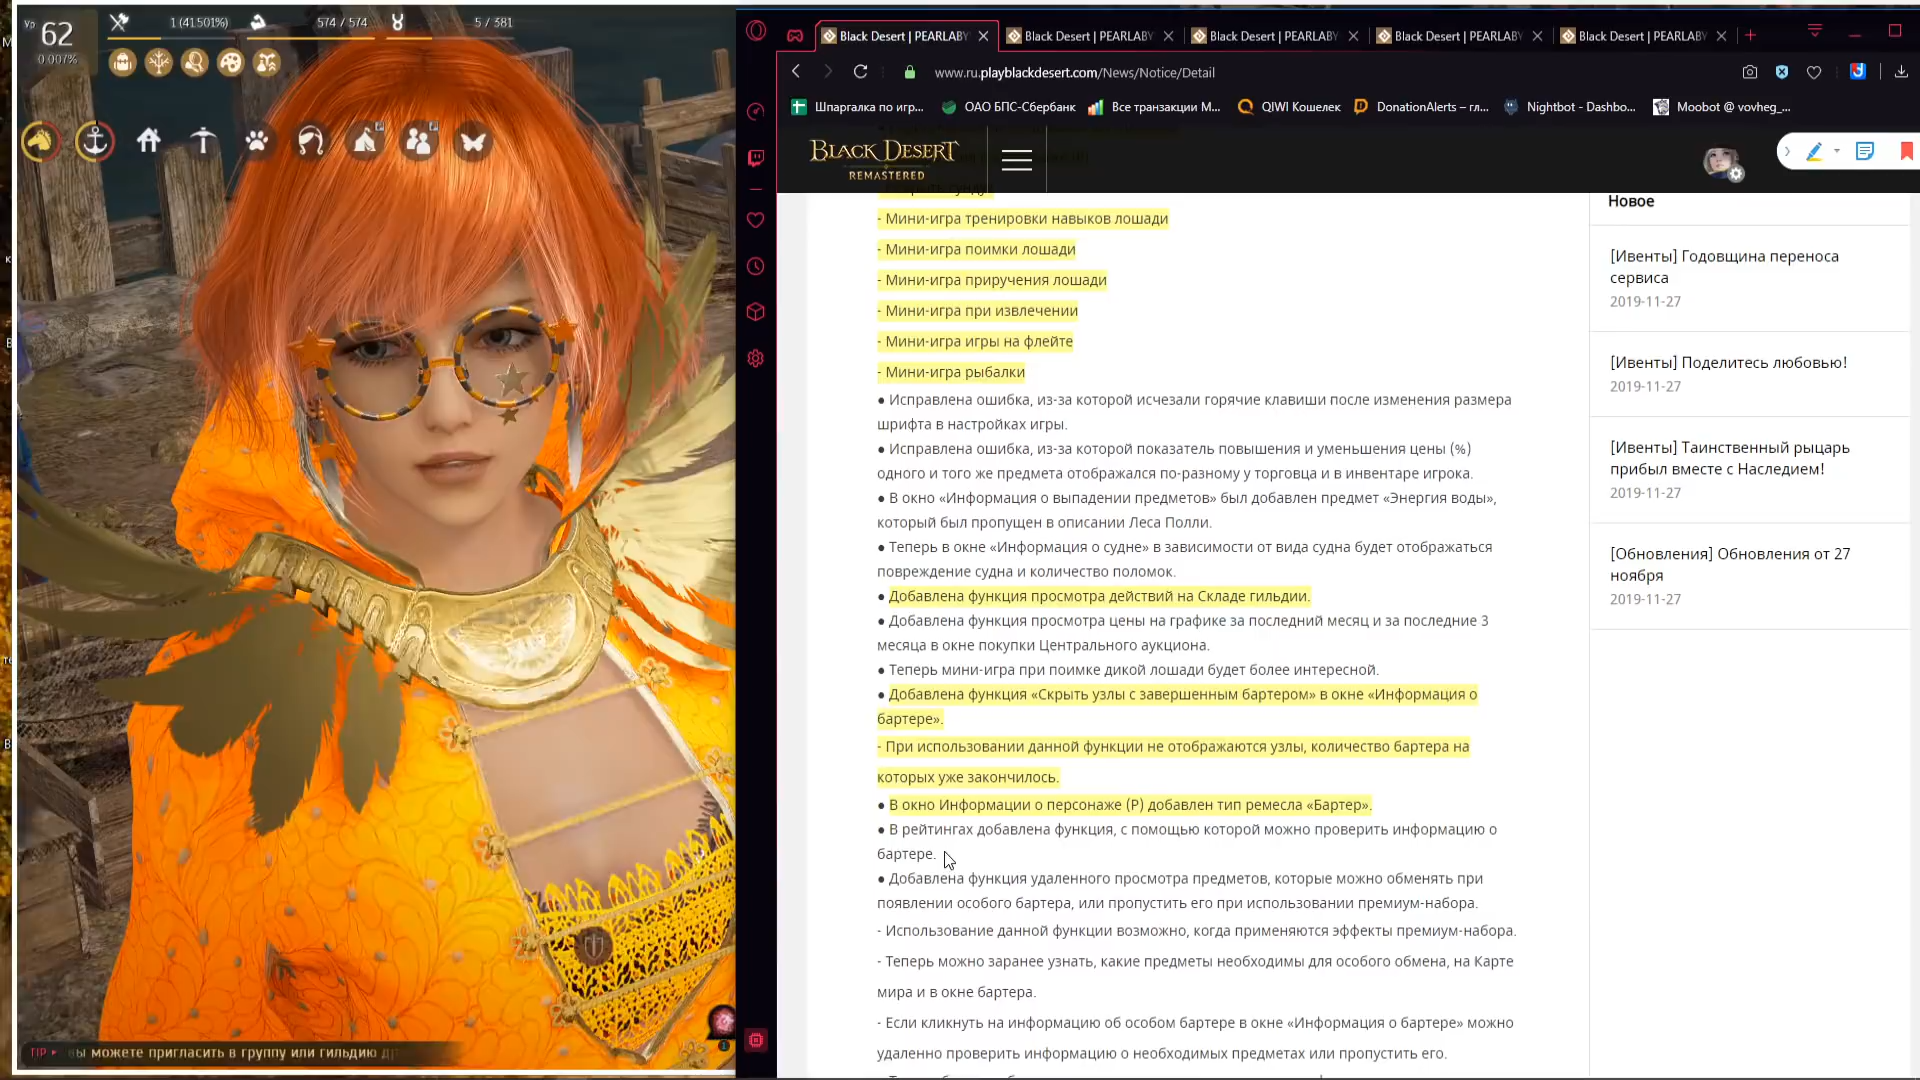 Ур 62
0.007%
1 (41.501%)
574 / 574
5 / 381
TIP ▸ вы можете пригласить в группу или гильдию
Black Desert | PEARLABY
Black Desert | PEARLABY
Black Desert | PEARLABY
Black Desert | PEARLABY
Black Desert | PEARLABY
www.ru.playblackdesert.com/News/Notice/Detail
Шпаргалка по игр...
ОАО БПС-Сбербанк
Все транзакции М...
QIWI Кошелек
DonationAlerts – гл...
Nightbot - Dashbo...
Moobot @ vovheg_...
BLACK DESERT
REMASTERED
- Мини-игра тренировки навыков лошади
- Мини-игра поимки лошади
- Мини-игра приручения лошади
- Мини-игра при извлечении
- Мини-игра игры на флейте
- Мини-игра рыбалки
● Исправлена ошибка, из-за которой исчезали горячие клавиши после изменения размера
шрифта в настройках игры.
● Исправлена ошибка, из-за которой показатель повышения и уменьшения цены (%)
одного и того же предмета отображался по-разному у торговца и в инвентаре игрока.
● В окно «Информация о выпадении предметов» был добавлен предмет «Энергия воды»,
который был пропущен в описании Леса Полли.
● Теперь в окне «Информация о судне» в зависимости от вида судна будет отображаться
повреждение судна и количество поломок.
● Добавлена функция просмотра действий на Складе гильдии.
● Добавлена функция просмотра цены на графике за последний месяц и за последние 3
месяца в окне покупки Центрального аукциона.
● Теперь мини-игра при поимке дикой лошади будет более интересной.
● Добавлена функция «Скрыть узлы с завершенным бартером» в окне «Информация о
бартере».
- При использовании данной функции не отображаются узлы, количество бартера на
которых уже закончилось.
● В окно Информации о персонаже (P) добавлен тип ремесла «Бартер».
● В рейтингах добавлена функция, с помощью которой можно проверить информацию о
бартере.
● Добавлена функция удаленного просмотра предметов, которые можно обменять при
появлении особого бартера, или пропустить его при использовании премиум-набора.
- Использование данной функции возможно, когда применяются эффекты премиум-набора.
- Теперь можно заранее узнать, какие предметы необходимы для особого обмена, на Карте
мира и в окне бартера.
- Если кликнуть на информацию об особом бартере в окне «Информация о бартере» можно
удаленно проверить информацию о необходимых предметах или пропустить его.
Новое
[Ивенты] Годовщина переноса
сервиса
2019-11-27
[Ивенты] Поделитесь любовью!
2019-11-27
[Ивенты] Таинственный рыцарь
прибыл вместе с Наследием!
2019-11-27
[Обновления] Обновления от 27
ноября
2019-11-27